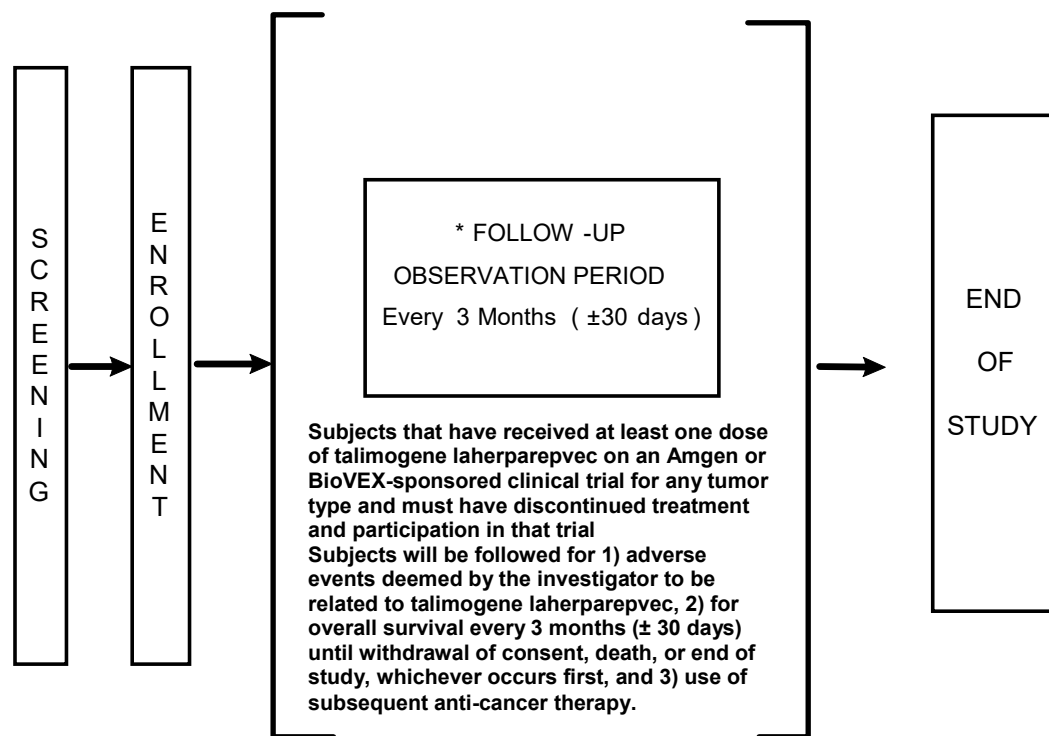 SCREENING
ENROLLMENT
* FOLLOW -UP
OBSERVATION PERIOD
Every 3 Months ( ±30 days )
Subjects that have received at least one dose
of talimogene laherparepvec on an Amgen or
BioVEX-sponsored clinical trial for any tumor
type and must have discontinued treatment
and participation in that trial
Subjects will be followed for 1) adverse
events deemed by the investigator to be
related to talimogene laherparepvec, 2) for
overall survival every 3 months (± 30 days)
until withdrawal of consent, death, or end of
study, whichever occurs first, and 3) use of
subsequent anti-cancer therapy.
END
OF
STUDY